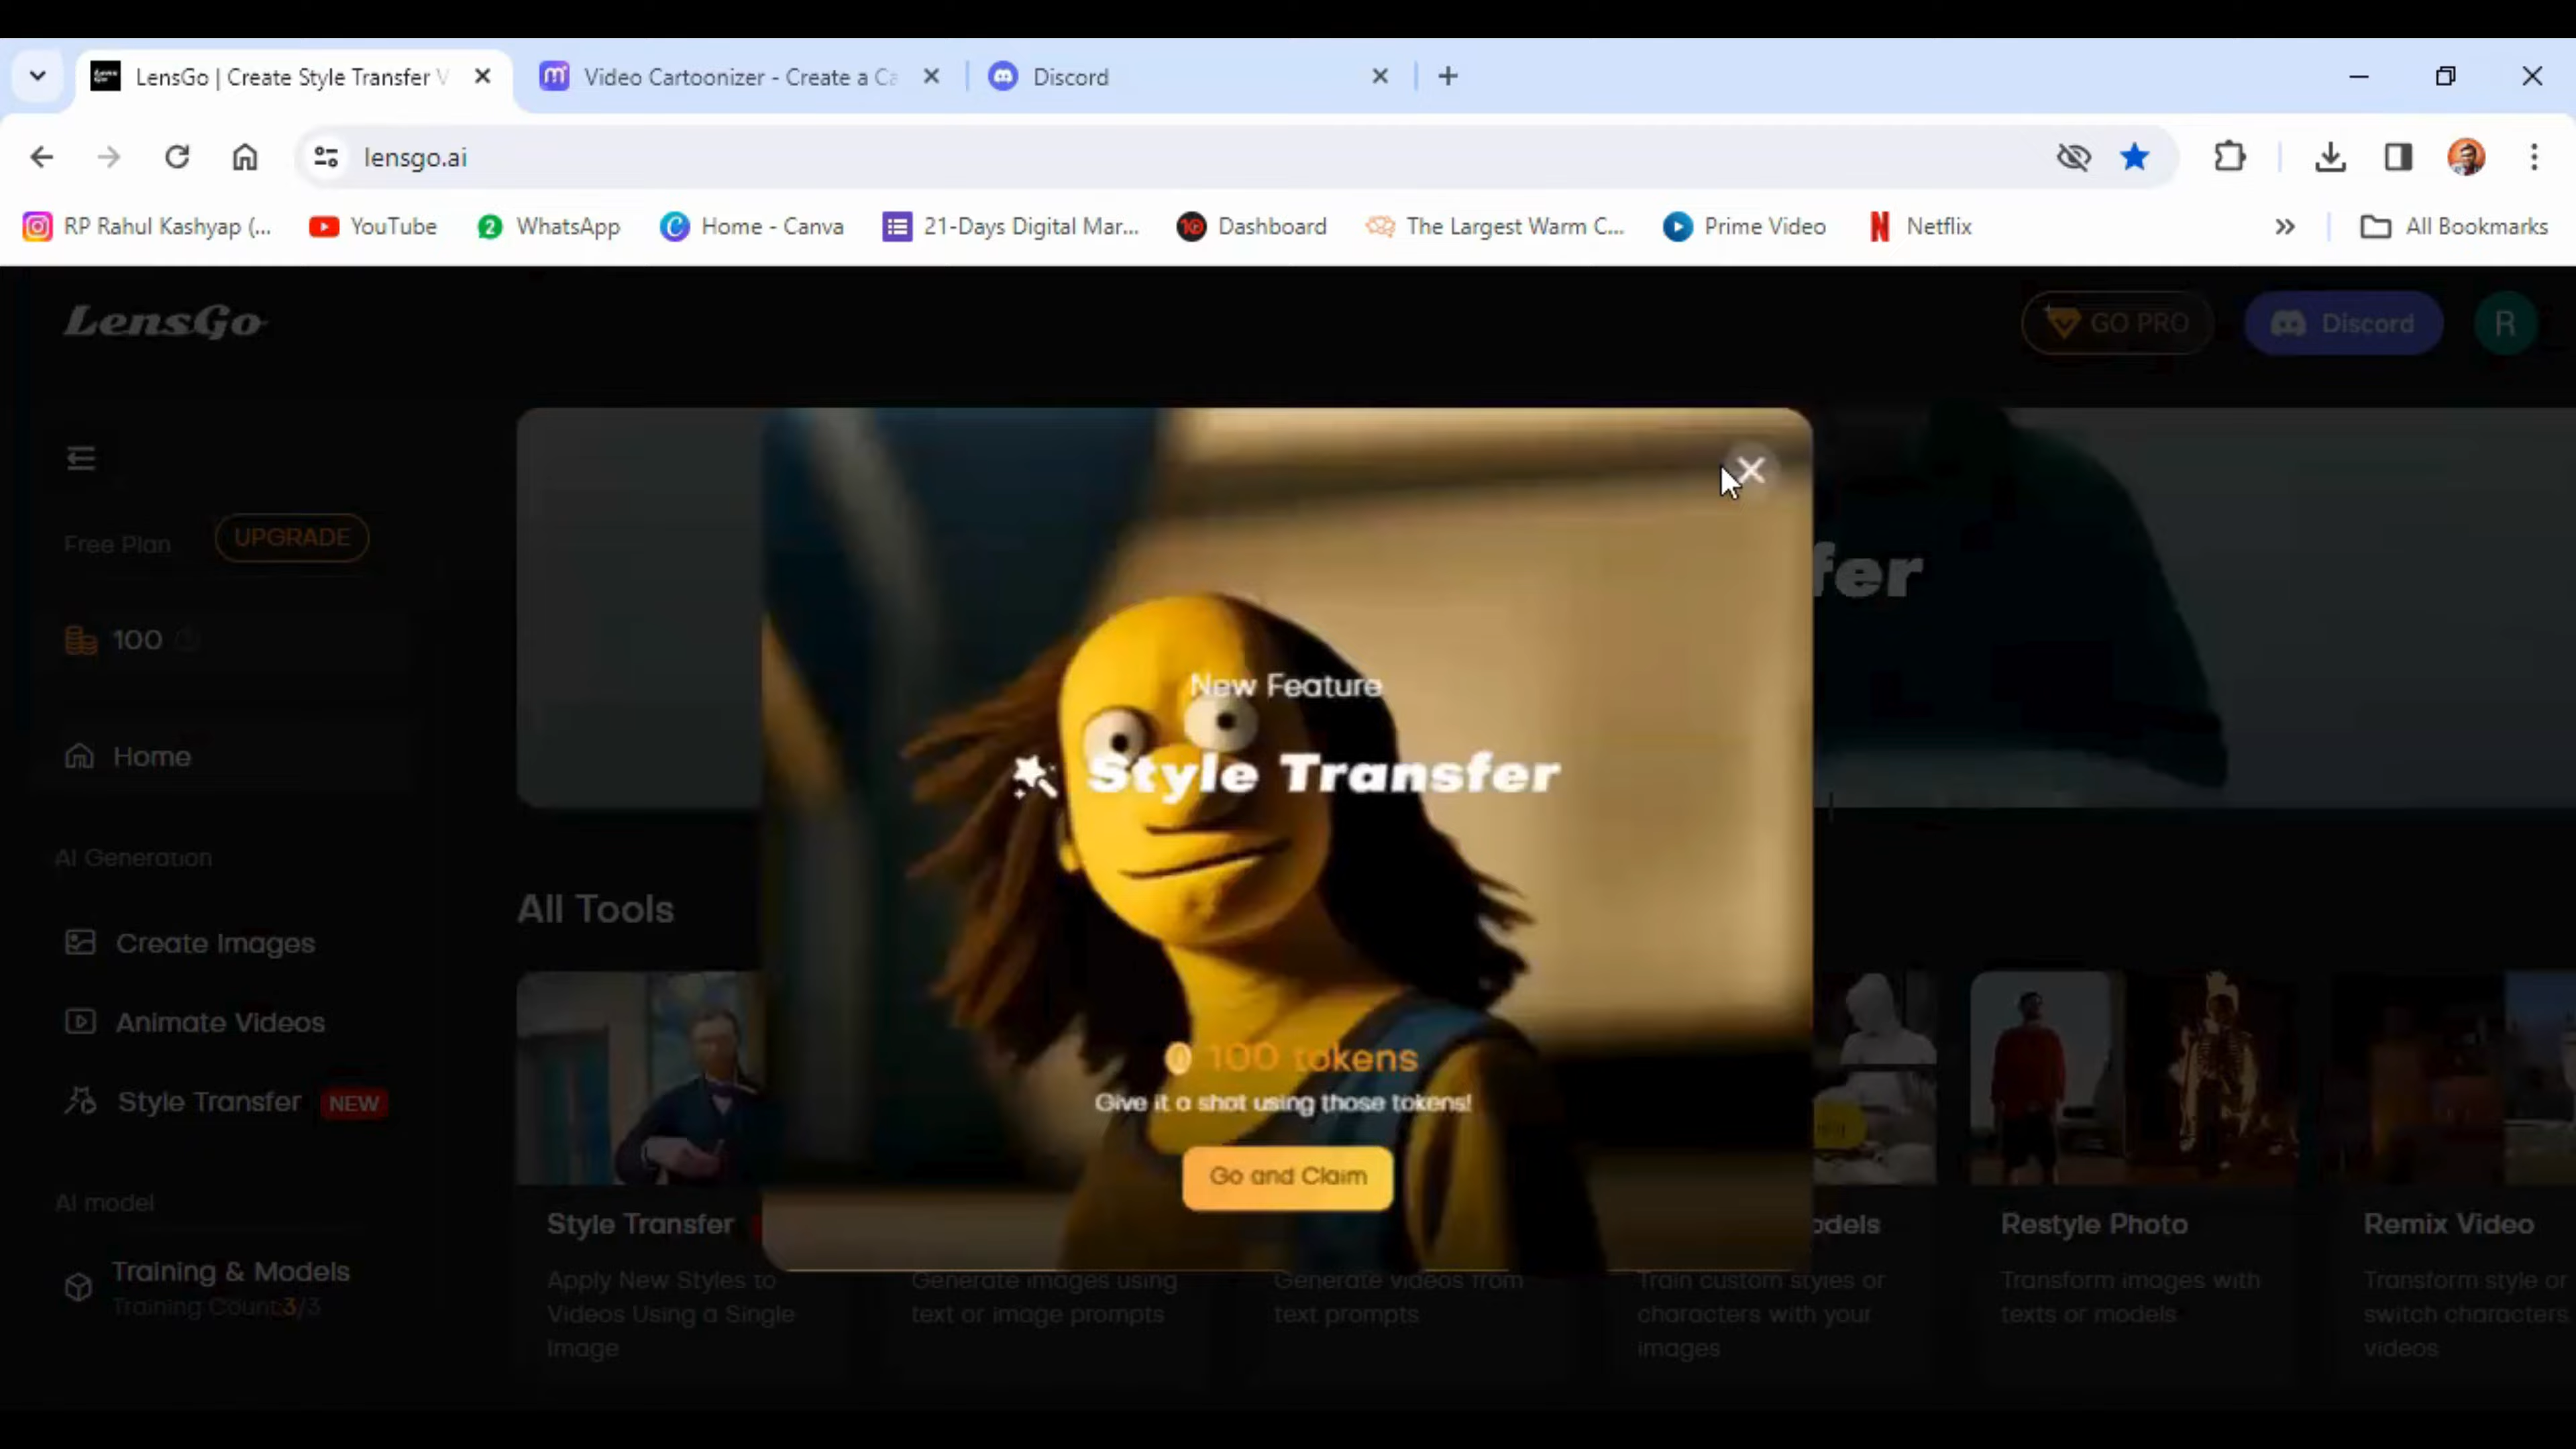 LensGo | Create Style Transfer V
Video Cartoonizer - Create a Ca
Discord
lensgo.ai
RP Rahul Kashyap (...
YouTube
2
WhatsApp
Home - Canva
21-Days Digital Mar...
Dashboard
The Largest Warm C...
Prime Video
Netflix
All Bookmarks
LensGo
GO PRO
Discord
R
Free Plan
UPGRADE
100
Home
AI Generation
Create Images
Animate Videos
Style Transfer
NEW
AI model
Training & Models
Training Count:3/3
New Feature
Style Transfer
100 tokens
Give it a shot using those tokens!
Go and Claim
fer
All Tools
Style Transfer
Apply New Styles to
Videos Using a Single
Image
Generate images using
text or image prompts
Generate videos from
text prompts
odels
Train custom styles or
characters with your
images
Restyle Photo
Transform images with
texts or models
Remix Video
Transform style or
switch characters
videos